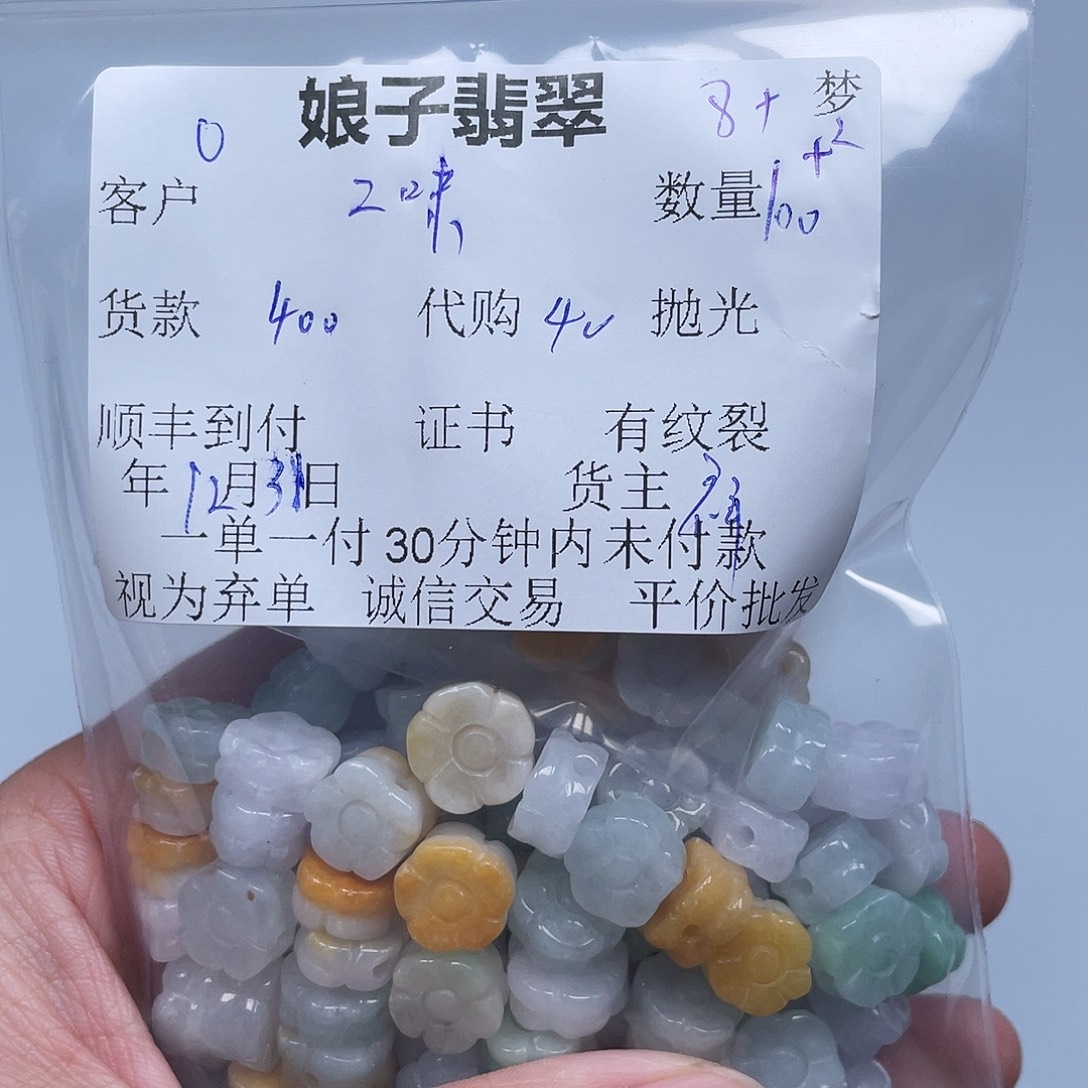 娘子翡翠 8+ 梦
0 +2
客户 数量100
货款 400 代购 40 抛光
顺丰到付 证书 有纹裂
年12月31日 货主
一单一付30分钟内未付款
视为弃单 诚信交易 平价批发